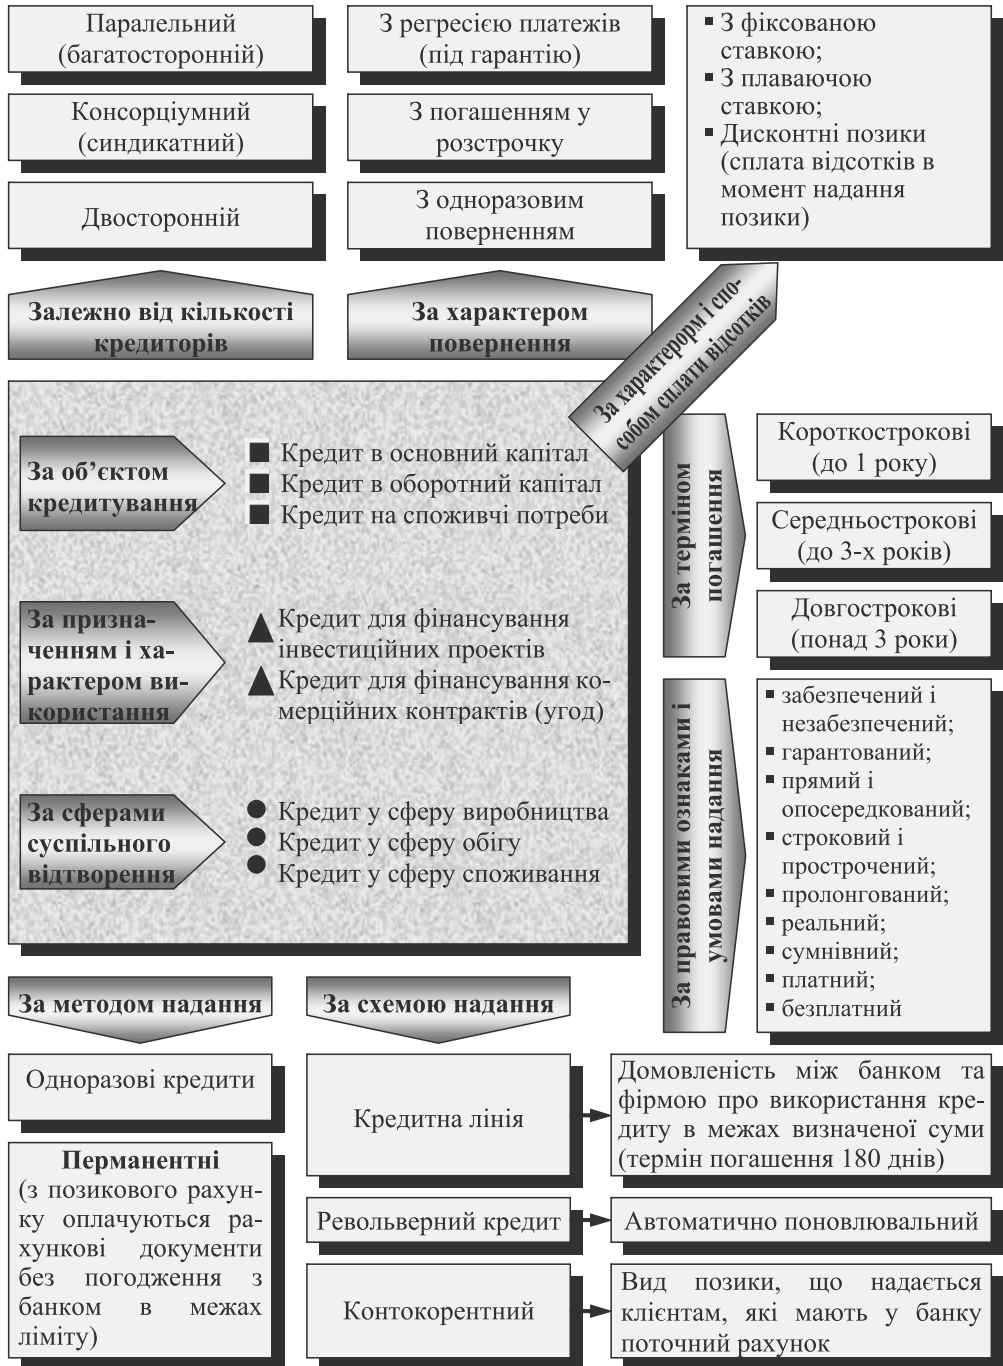 Паралельний
(багатосторонній)
Консорціумний
(синдикатний)
Двосторонній
Залежно від кількості
кредиторів
З регресією платежів
(під гарантію)
З погашенням у
розстрочку
З одноразовим
поверненням
За характером
повернення
▪ З фіксованою
ставкою;
▪ З плаваючою
ставкою;
▪ Дисконтні позики
(сплата відсотків в
момент надання
позики)
За характерорм і спо-
собом сплати відсотків
За об’єктом
кредитування
■ Кредит в основний капітал
■ Кредит в оборотний капітал
■ Кредит на споживчі потреби
За призна-
ченням і ха-
рактером ви-
користання
▲ Кредит для фінансування
інвестиційних проектів
▲ Кредит для фінансування ко-
мерційних контрактів (угод)
За сферами
суспільного
відтворення
● Кредит у сферу виробництва
● Кредит у сферу обігу
● Кредит у сферу споживання
За терміном
погашення
Короткострокові
(до 1 року)
Середньострокові
(до 3-х років)
Довгострокові
(понад 3 роки)
За правовими ознаками і
умовами надання
▪ забезпечений і
незабезпечений;
▪ гарантований;
▪ прямий і
опосередкований;
▪ строковий і
прострочений;
▪ пролонгований;
▪ реальний;
▪ сумнівний;
▪ платний;
▪ безплатний
За методом надання
Одноразові кредити
Перманентні
(з позикового рахун-
ку оплачуються ра-
хункові документи
без погодження з
банком в межах
ліміту)
За схемою надання
Кредитна лінія
Домовленість між банком та
фірмою про використання кре-
диту в межах визначеної суми
(термін погашення 180 днів)
Револьверний кредит
Автоматично поновлювальний
Контокорентний
Вид позики, що надається
клієнтам, які мають у банку
поточний рахунок